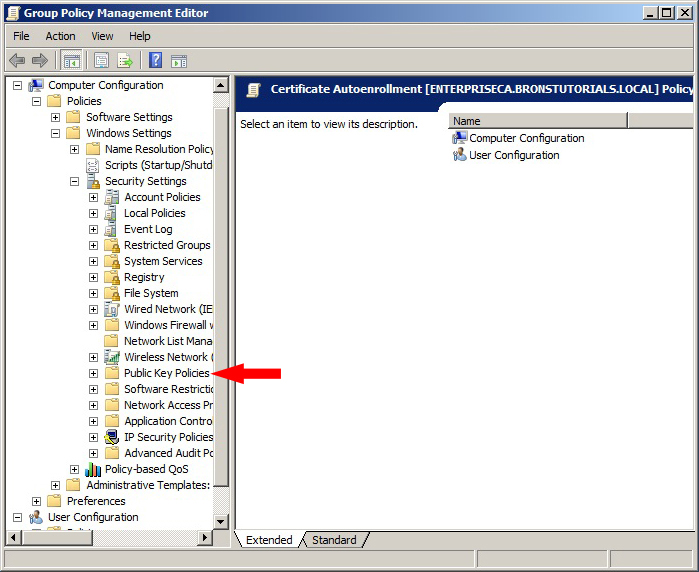 Group Policy Management Editor
File Action View Help
Computer Configuration
Policies
Software Settings
Windows Settings
Name Resolution Policy
Scripts (Startup/Shutd
Security Settings
Account Policies
Local Policies
Event Log
Restricted Groups
System Services
Registry
File System
Wired Network (IE
Windows Firewall w
Network List Mana
Wireless Network (
Public Key Policies
Software Restrictio
Network Access Pr
Application Contro
IP Security Policies
Advanced Audit Po
Policy-based QoS
Administrative Templates:
Preferences
User Configuration
Certificate Autoenrollment [ENTERPRISECA.BRONSTUTORIALS.LOCAL] Policy
Select an item to view its description.
Name
Computer Configuration
User Configuration
Extended Standard